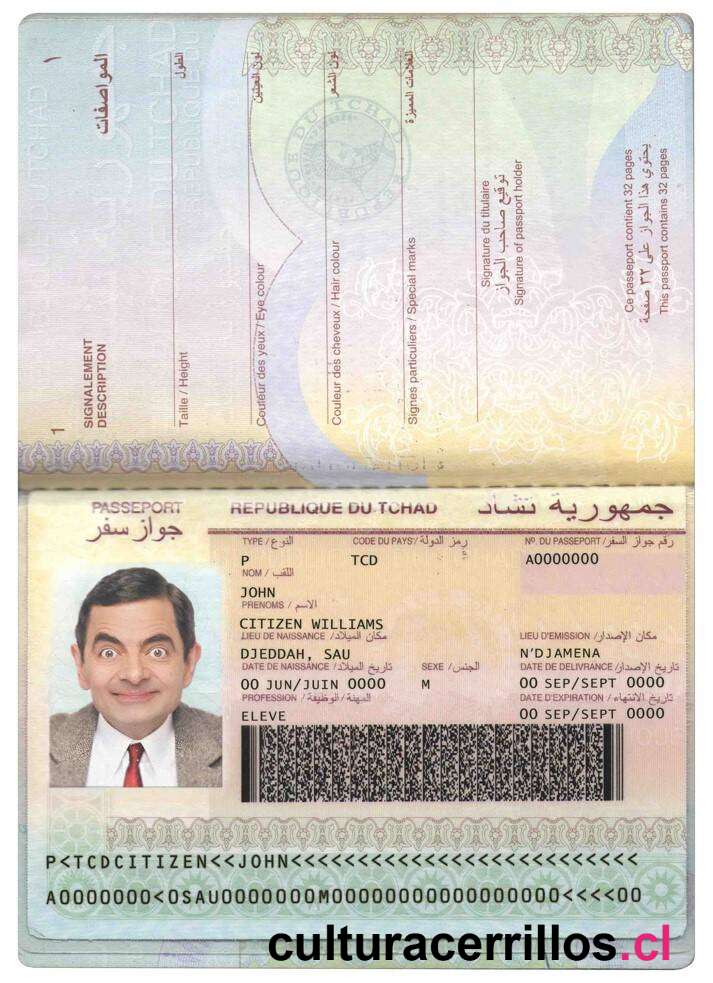 ١
المواصفات
الطول
لون العينين
لون الشعر
العلامات المميزة
1
SIGNALEMENT
DESCRIPTION
Taille / Height
Couleur des yeux / Eye colour
Couleur des cheveux / Hair colour
Signes particuliers / Special marks
Signature du titulaire
توقيع صاحب الجواز
Signature of passport holder
Ce passeport contient 32 pages
يحتوي هذا الجواز على ٣٢ صفحة
This passport contains 32 pages
PASSEPORT
جواز سفر
REPUBLIQUE DU TCHAD جمهورية تشاد
TYPE / النوع CODE DU PAYS / رمز الدولة N°. DU PASSEPORT / رقم جواز السفر
P TCD A0000000
NOM / اللقب
JOHN
PRENOMS / الاسم
CITIZEN WILLIAMS
LIEU DE NAISSANCE / مكان الميلاد LIEU D'EMISSION / مكان الإصدار
DJEDDAH, SAU N'DJAMENA
DATE DE NAISSANCE / تاريخ الميلاد SEXE / الجنس DATE DE DELIVRANCE / تاريخ الإصدار
00 JUN/JUIN 0000 M 00 SEP/SEPT 0000
PROFESSION / المهنة / الوظيفة DATE D'EXPIRATION / تاريخ الانتهاء
ELEVE 00 SEP/SEPT 0000
P<TCDCITIZEN<<JOHN<<<<<<<<<<<<<<<<<<<<<<<<<<
A0000000<0SAU0000000M00000000000000000<<<<00
culturacerrillos.cl